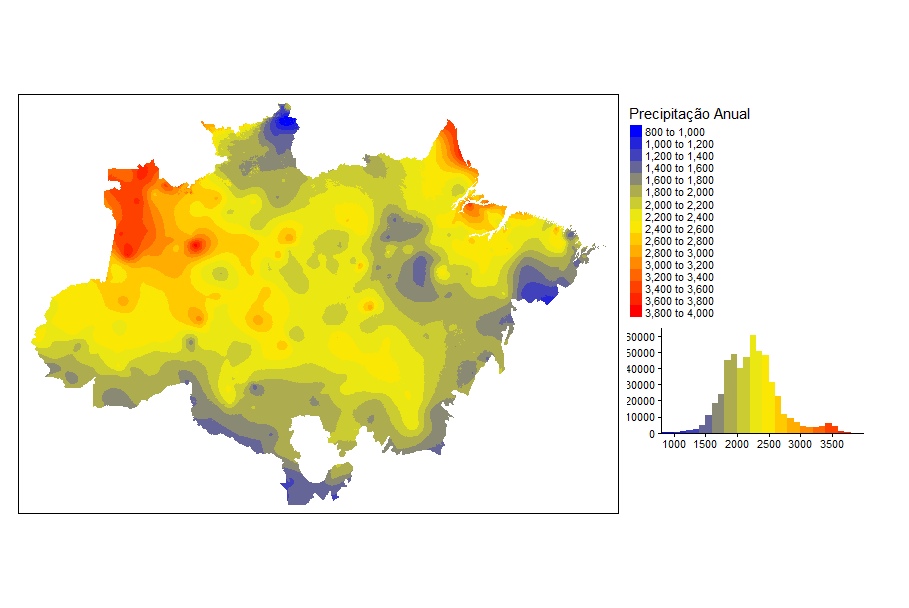 Precipitação Anual
800 to 1,000
1,000 to 1,200
1,200 to 1,400
1,400 to 1,600
1,600 to 1,800
1,800 to 2,000
2,000 to 2,200
2,200 to 2,400
2,400 to 2,600
2,600 to 2,800
2,800 to 3,000
3,000 to 3,200
3,200 to 3,400
3,400 to 3,600
3,600 to 3,800
3,800 to 4,000
60000
50000
40000
30000
20000
10000
0
1000 1500 2000 2500 3000 3500